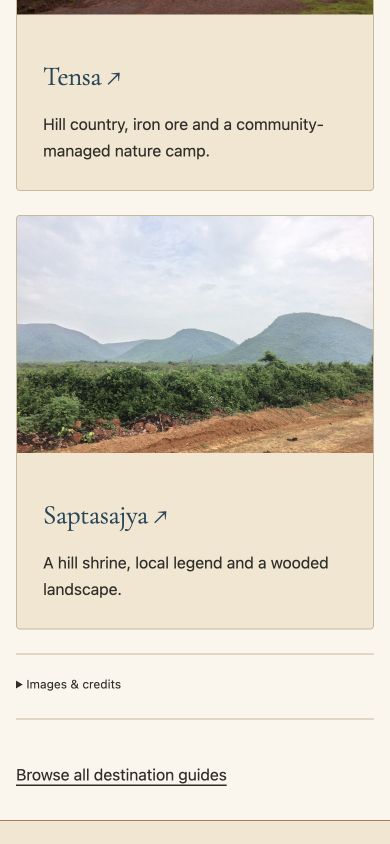 Tensa ↗
Hill country, iron ore and a community-
managed nature camp.
Saptasajya ↗
A hill shrine, local legend and a wooded
landscape.
▶ Images & credits
Browse all destination guides